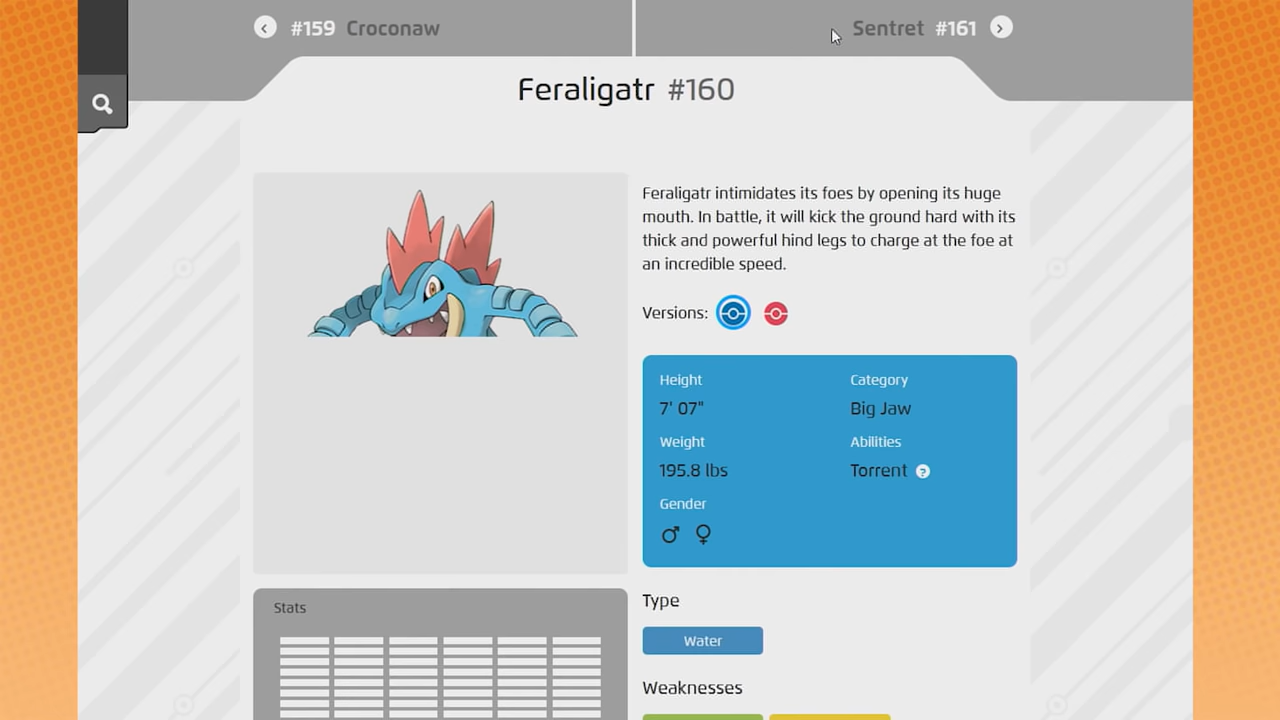 #159 Croconaw
Sentret #161
Feraligatr #160
Feraligatr intimidates its foes by opening its huge
mouth. In battle, it will kick the ground hard with its
thick and powerful hind legs to charge at the foe at
an incredible speed.
Versions:
Height
7' 07"
Category
Big Jaw
Weight
195.8 lbs
Abilities
Torrent ?
Gender
Stats
Type
Water
Weaknesses